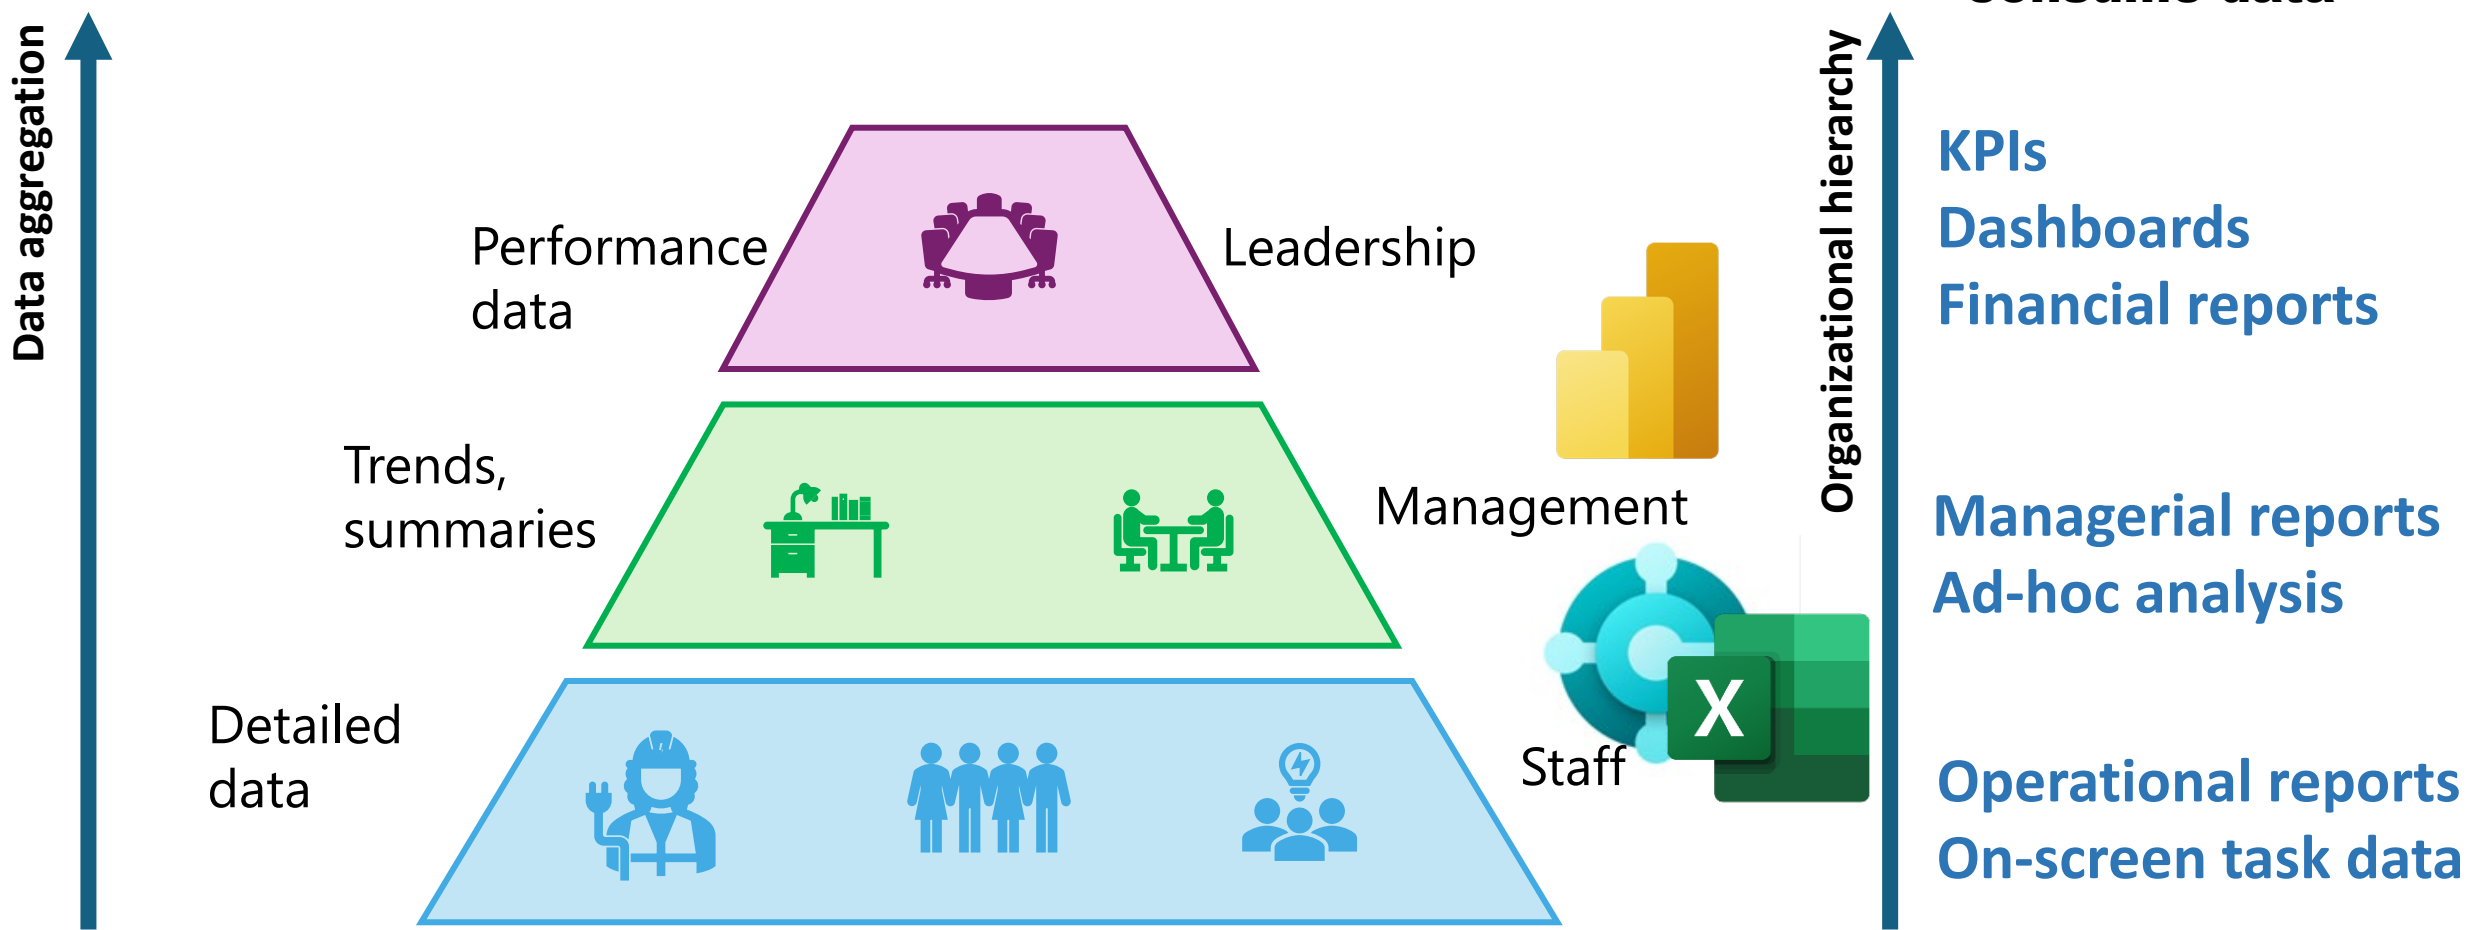 Data aggregation
Performance
data
Trends,
summaries
Detailed
data
Leadership
Management
Staff
X
Organizational hierarchy
KPIs
Dashboards
Financial reports
Managerial reports
Ad-hoc analysis
Operational reports
On-screen task data